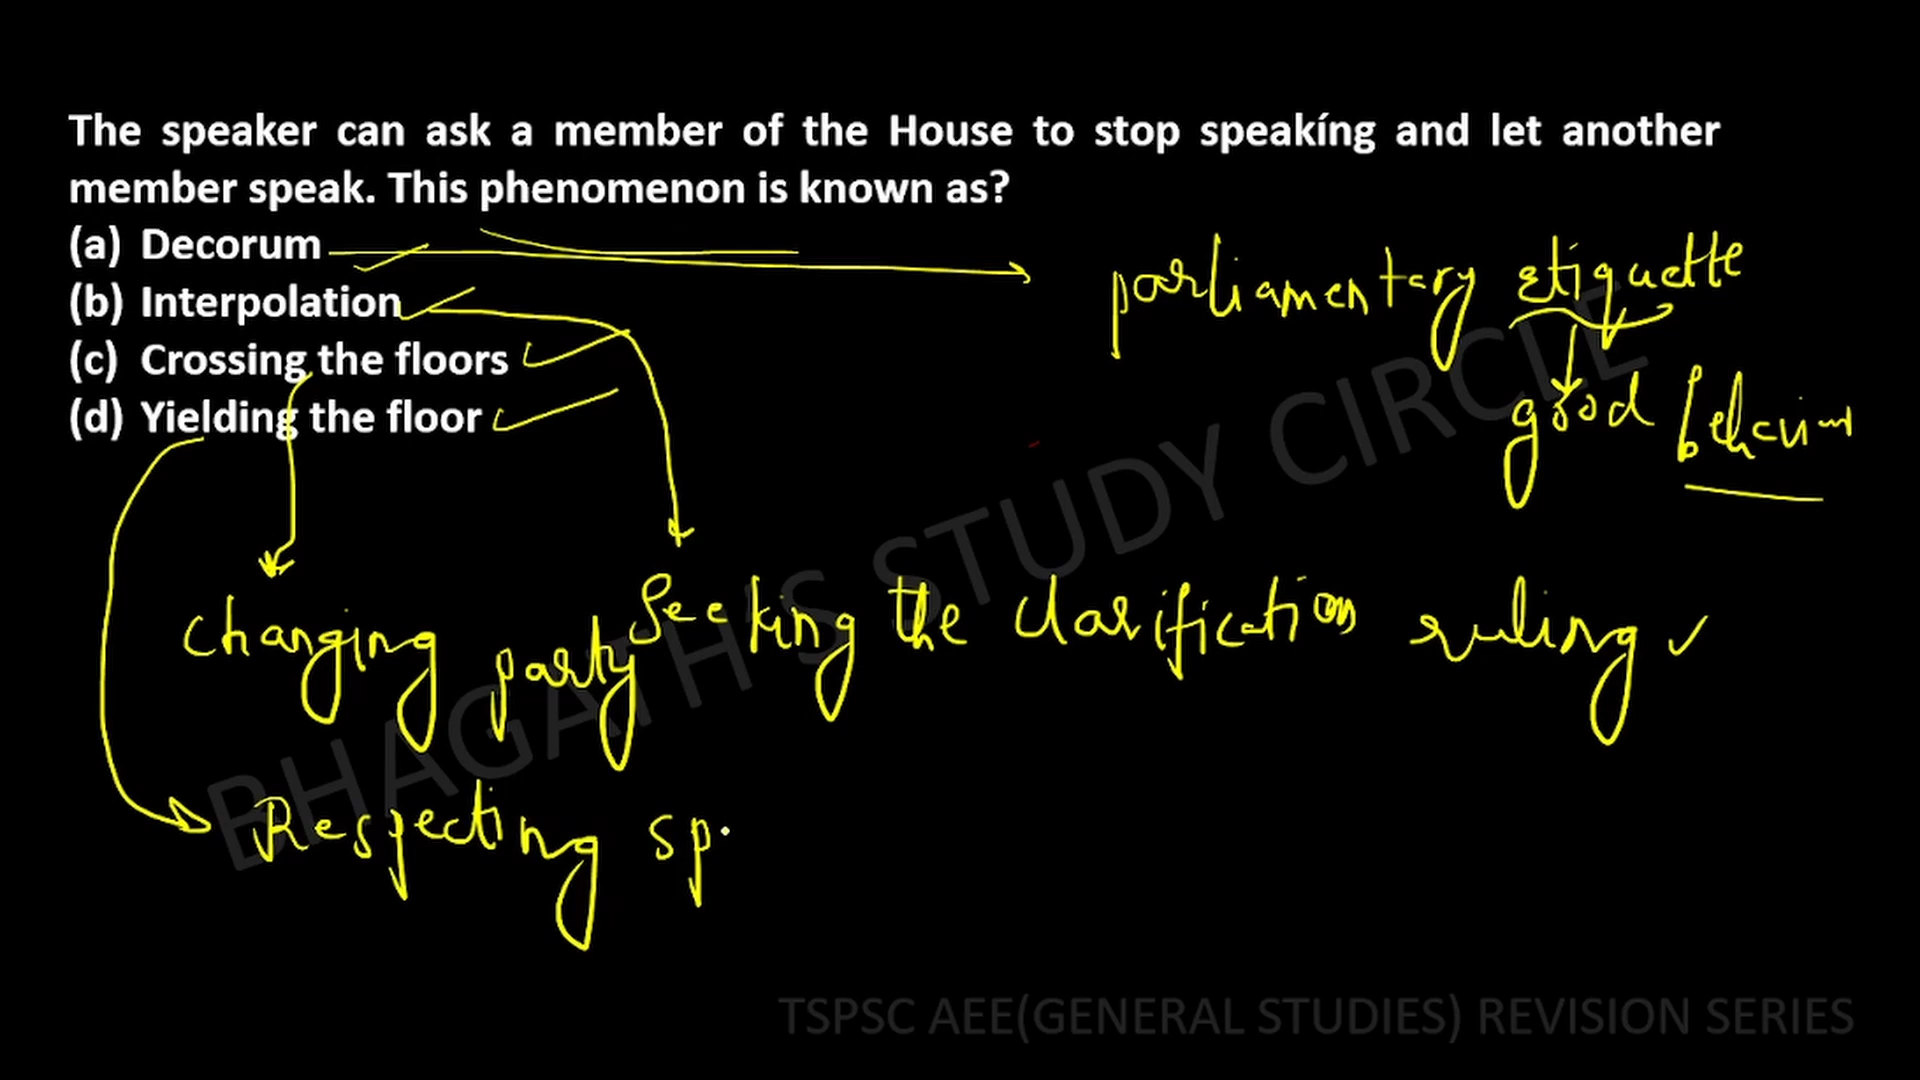 The speaker can ask a member of the House to stop speakíng and let another
member speak. This phenomenon is known as?
(a) Decorum
(b) Interpolation
(c) Crossing the floors
(d) Yielding the floor
parliamentary etiquette
good
changing party
Seeking the clarification ruling
Respecting sp
BHAGATH'S STUDY CIRCLE
TSPSC AEE(GENERAL STUDIES) REVISION SERIES